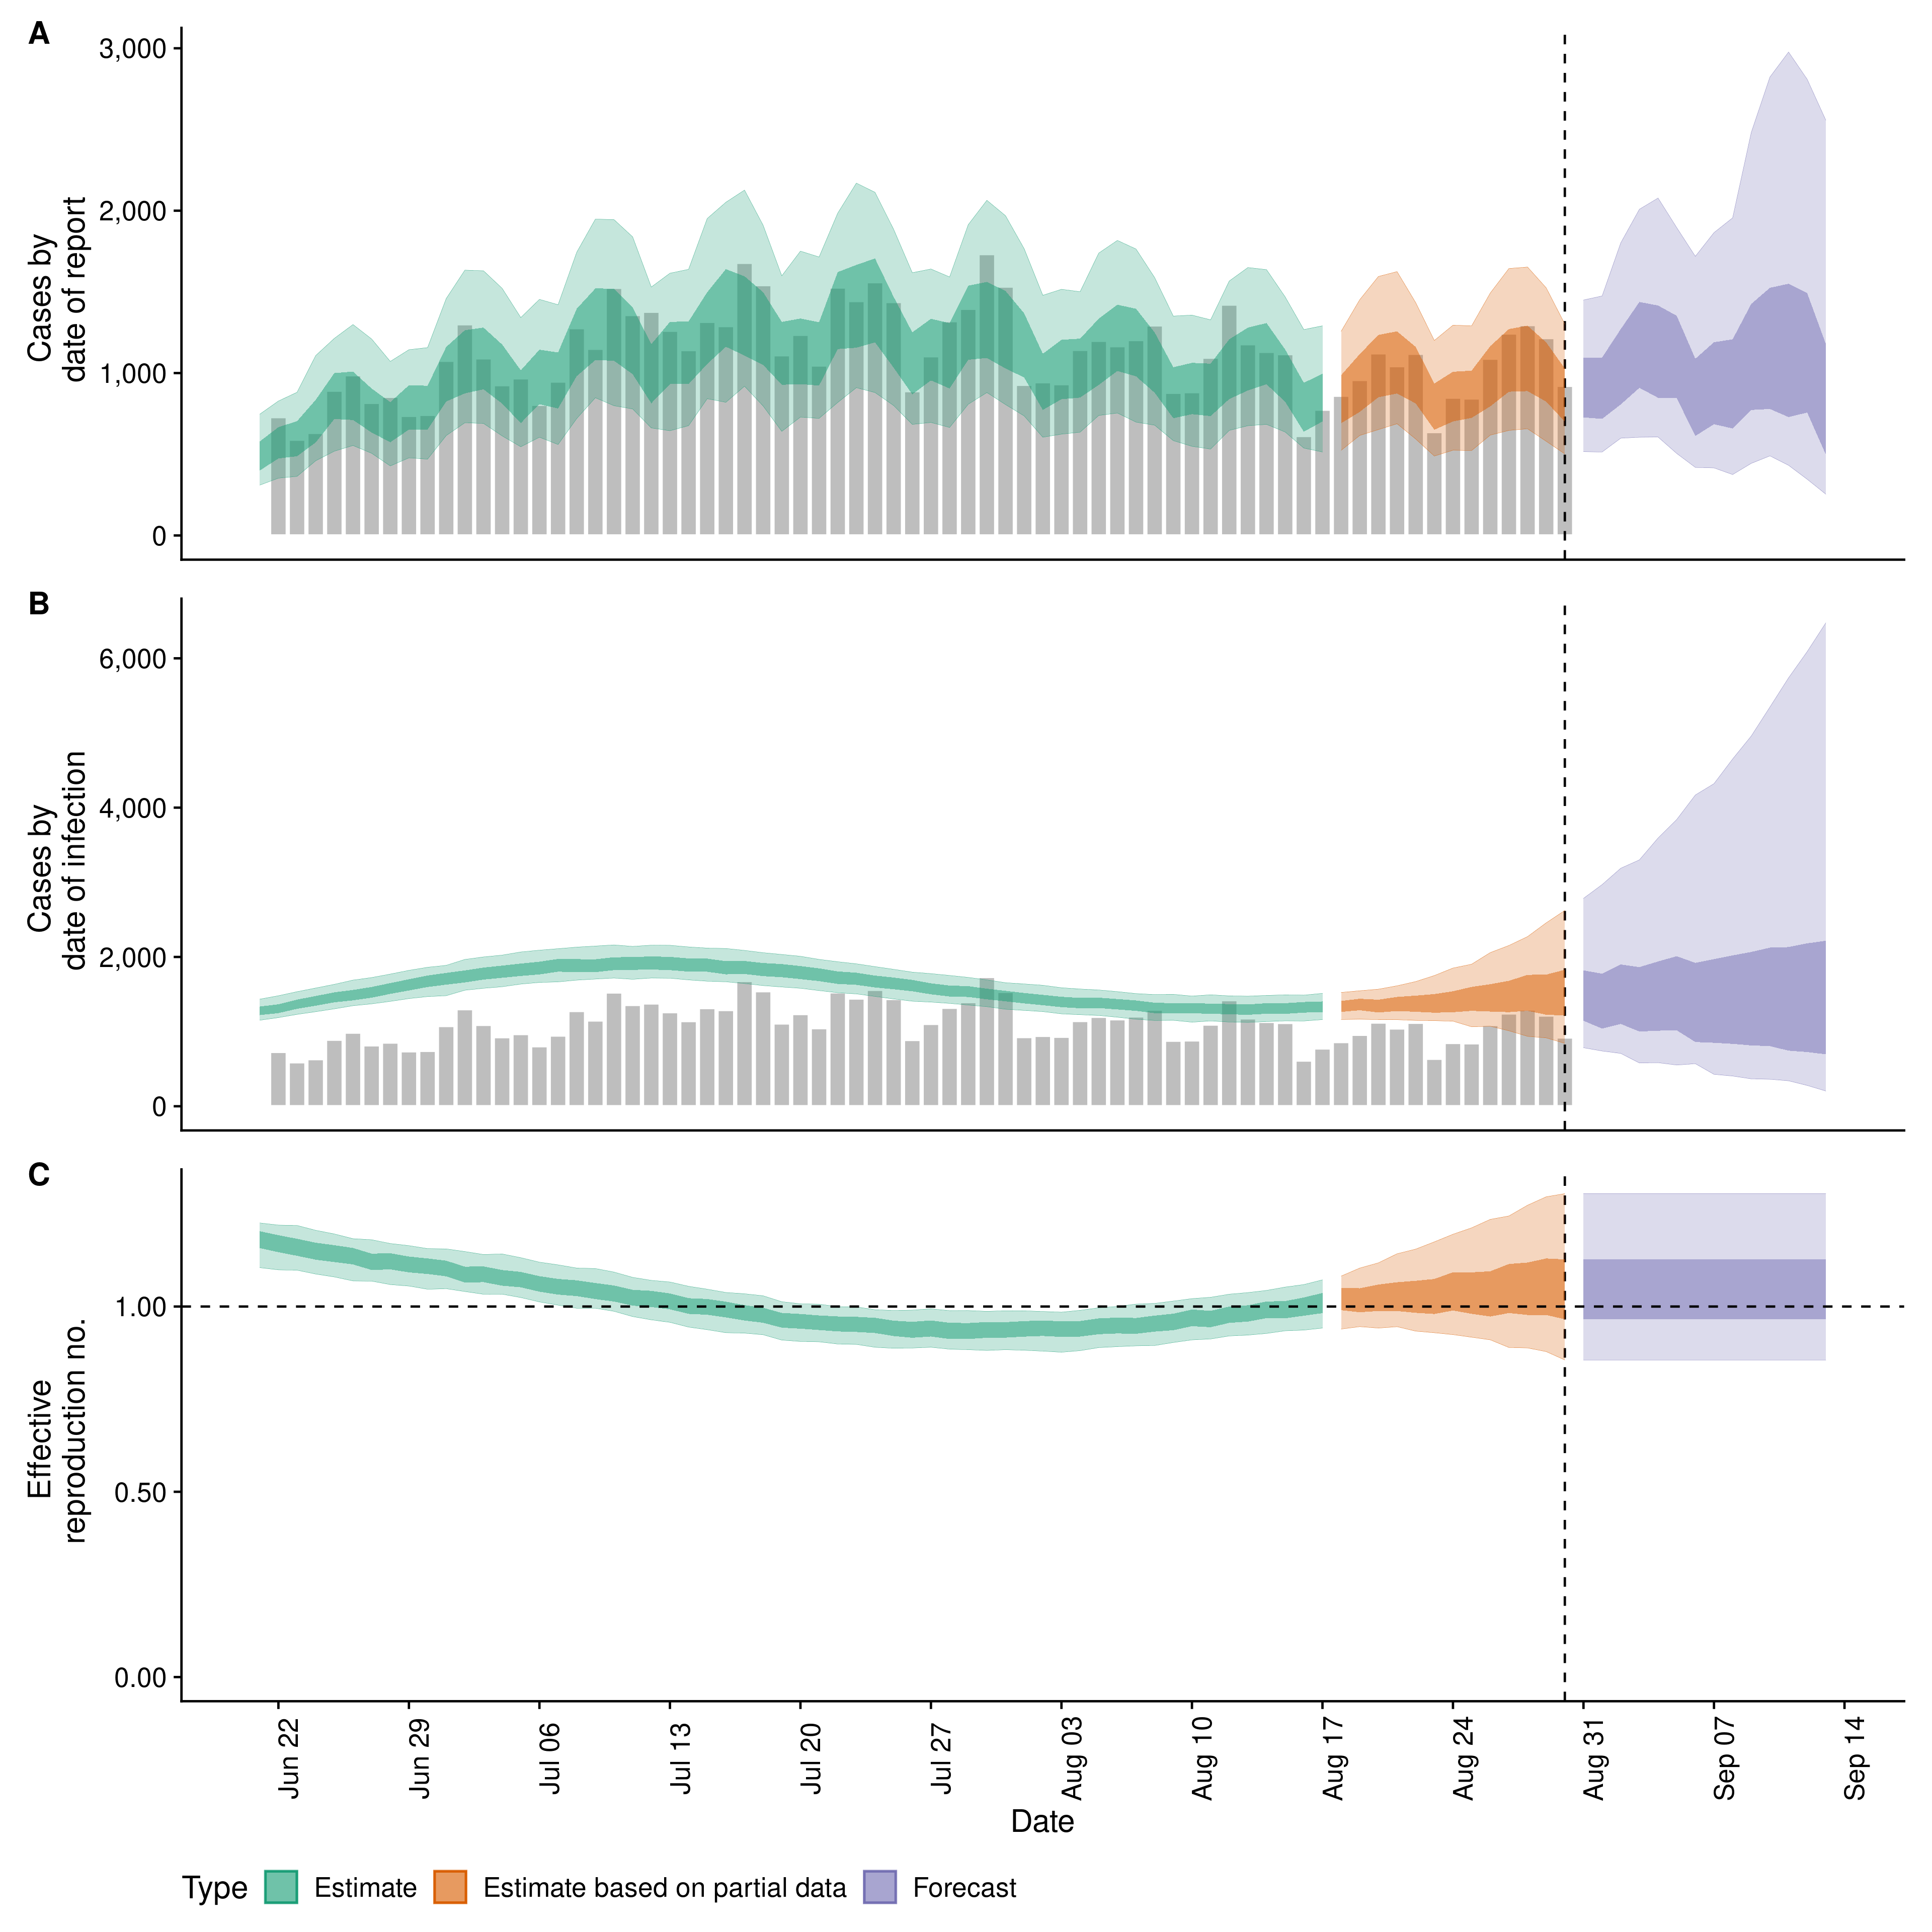 A
Cases by
date of report
3,000
2,000
1,000
0
B
Cases by
date of infection
6,000
4,000
2,000
0
C
Effective
reproduction no.
1.00
0.50
0.00
Jun 22
Jun 29
Jul 06
Jul 13
Jul 20
Jul 27
Aug 03
Aug 10
Aug 17
Aug 24
Aug 31
Sep 07
Sep 14
Date
Type Estimate Estimate based on partial data Forecast